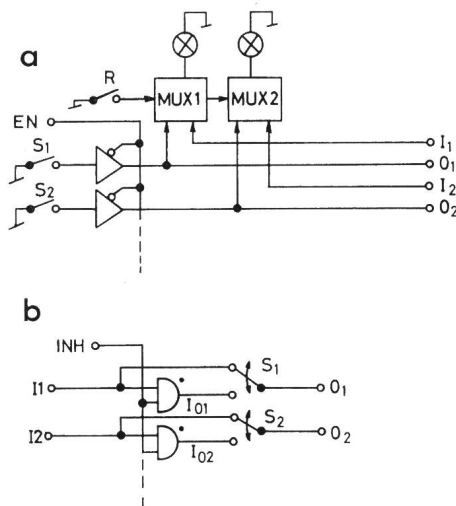 a
R
MUX1 MUX2
EN
I₁
S₁
O₁
I₂
S₂
O₂
b
INH
S₁
I1
O₁
I₀₁
S₂
I2
O₂
I₀₂